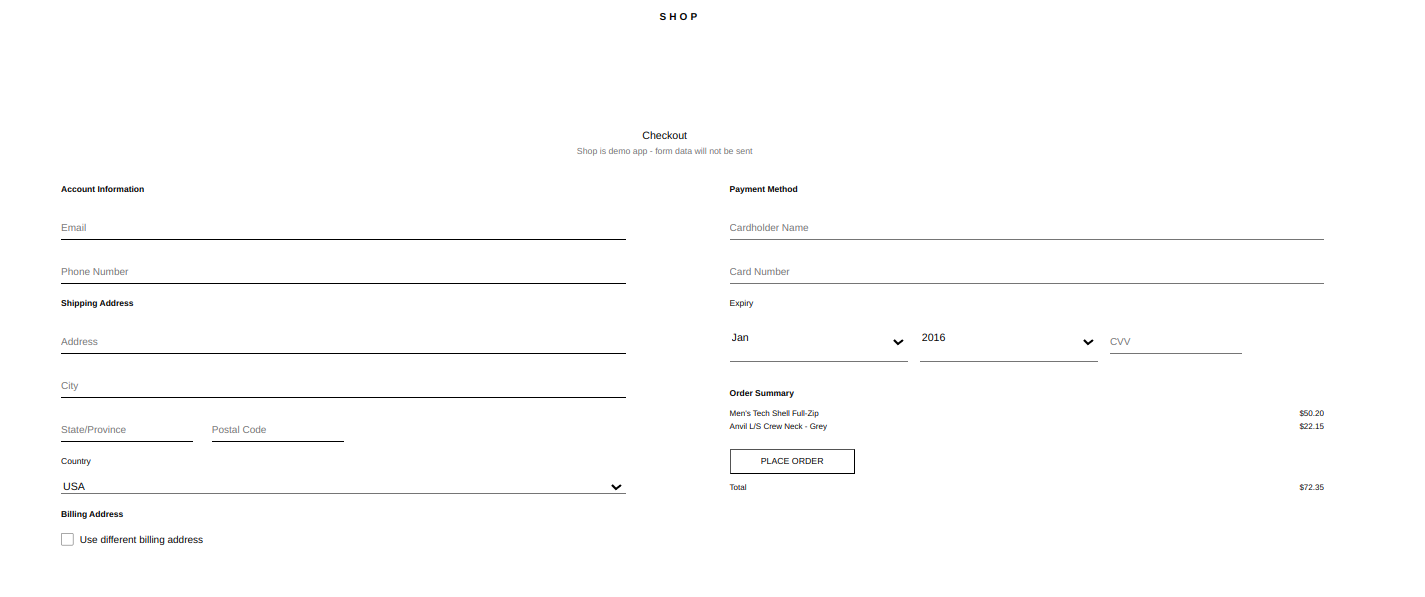 SHOP
Checkout
Shop is demo app - form data will not be sent
Account Information
Email
Phone Number
Shipping Address
Address
City
State/Province Postal Code
Country
USA
Billing Address
Use different billing address
Payment Method
Cardholder Name
Card Number
Expiry
Jan 2016 CVV
Order Summary
Men's Tech Shell Full-Zip $50.20
Anvil L/S Crew Neck - Grey $22.15
PLACE ORDER
Total $72.35